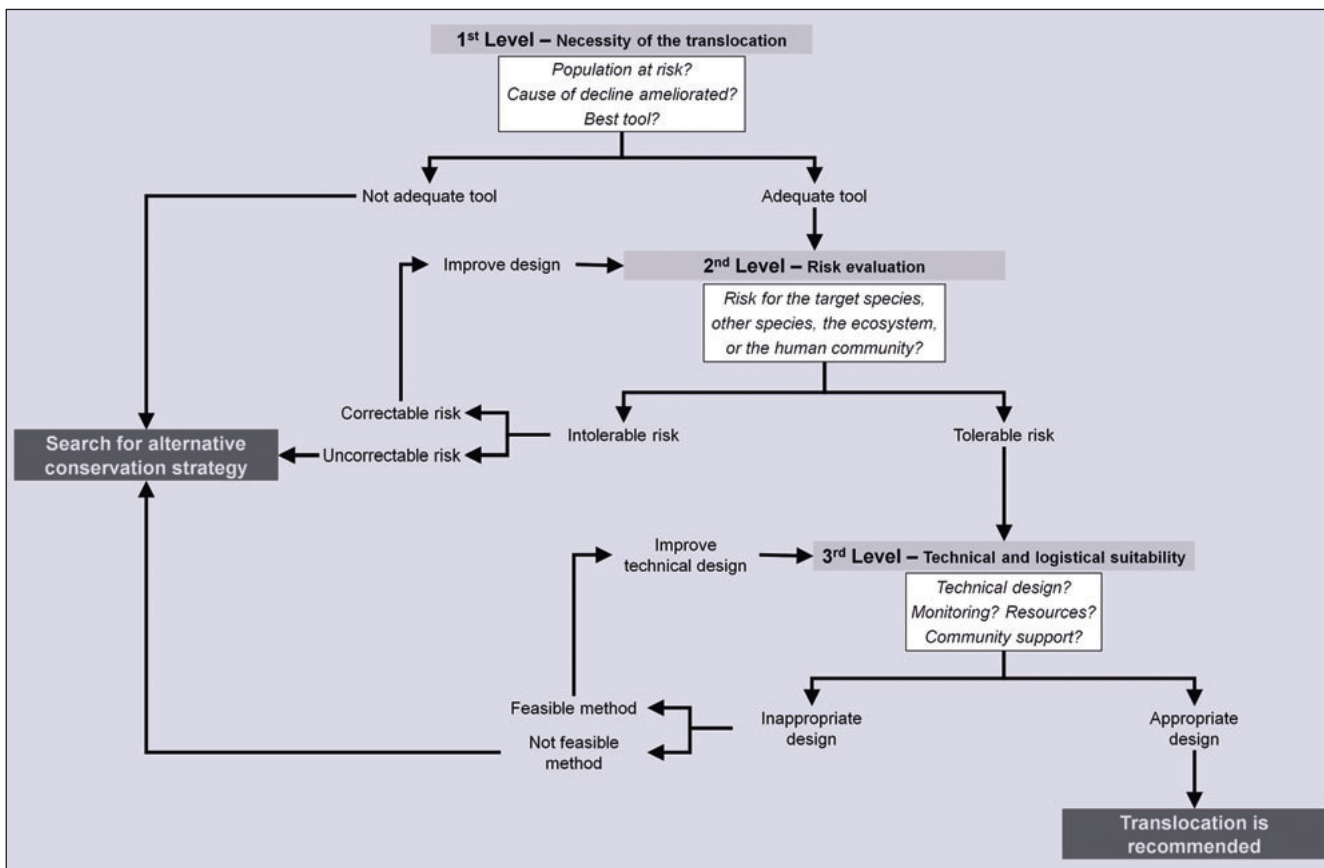 1st Level – Necessity of the translocation
Population at risk?
Cause of decline ameliorated?
Best tool?
Not adequate tool
Adequate tool
Improve design
2nd Level – Risk evaluation
Risk for the target species,
other species, the ecosystem,
or the human community?
Correctable risk
Uncorrectable risk
Intolerable risk
Tolerable risk
Search for alternative
conservation strategy
Improve
technical design
3rd Level – Technical and logistical suitability
Technical design?
Monitoring? Resources?
Community support?
Feasible method
Not feasible
method
Inappropriate
design
Appropriate
design
Translocation is
recommended